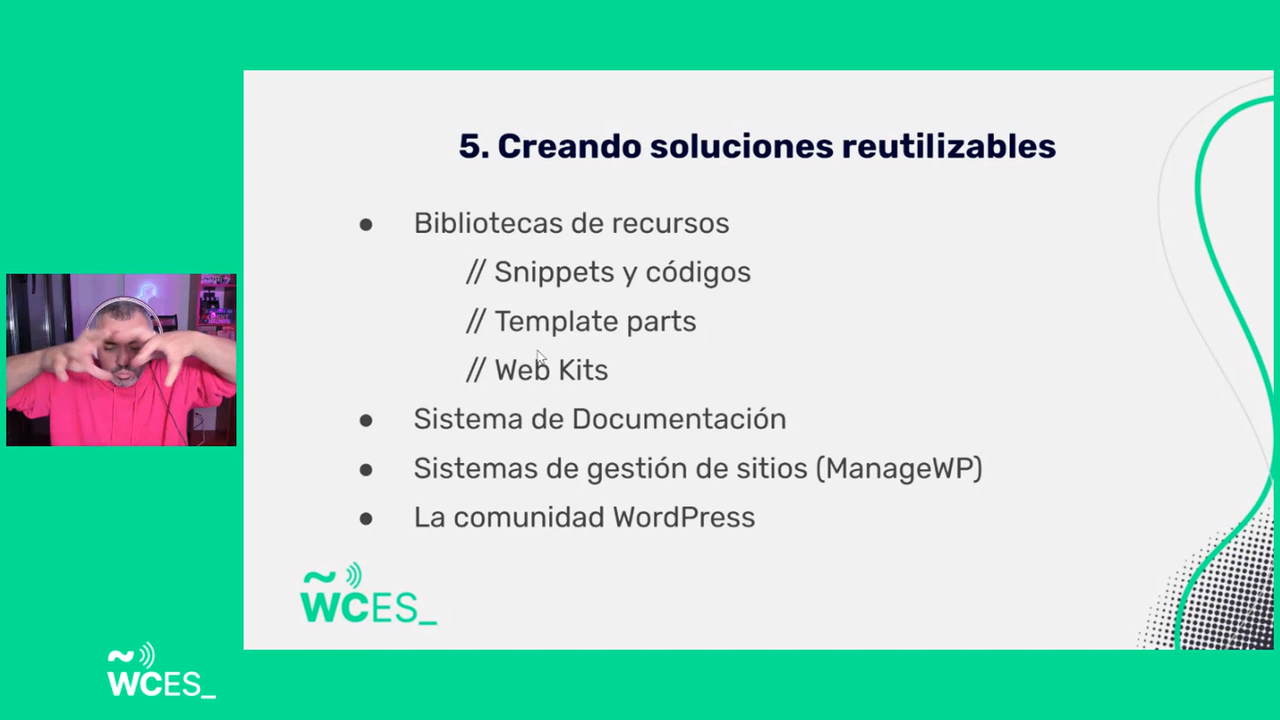 5. Creando soluciones reutilizables
● Bibliotecas de recursos
// Snippets y códigos
// Template parts
// Web Kits
● Sistema de Documentación
● Sistemas de gestión de sitios (ManageWP)
● La comunidad WordPress
WCES_
WCES_